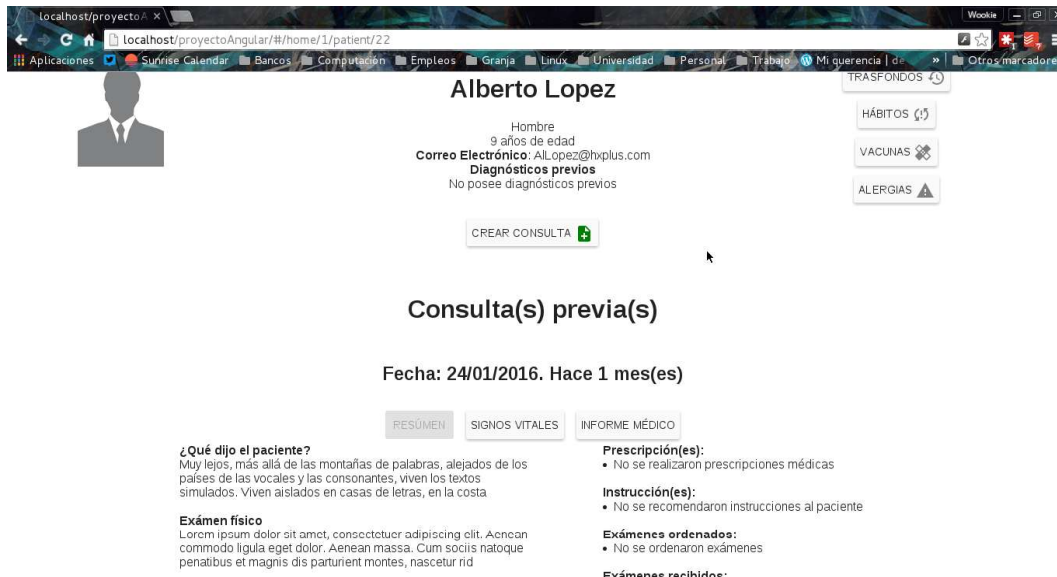 localhost/proyectoA
Wookie
localhost/proyectoAngular/#/home/1/patient/22
Aplicaciones Sunrise Calendar Bancos Computación Empleos Granja Linux Universidad Personal Trabajo Mi querencia | de » Otros marcadore
Alberto Lopez
TRASFONDOS
HÁBITOS
VACUNAS
ALERGIAS
Hombre
9 años de edad
Correo Electrónico: AlLopez@hxplus.com
Diagnósticos previos
No posee diagnósticos previos
CREAR CONSULTA
Consulta(s) previa(s)
Fecha: 24/01/2016. Hace 1 mes(es)
RESÚMEN SIGNOS VITALES INFORME MÉDICO
¿Qué dijo el paciente?
Muy lejos, más allá de las montañas de palabras, alejados de los
países de las vocales y las consonantes, viven los textos
simulados. Viven aislados en casas de letras, en la costa
Exámen físico
Lorem ipsum dolor sit amet, consectetuer adipiscing elit. Aenean
commodo ligula eget dolor. Aenean massa. Cum sociis natoque
penatibus et magnis dis parturient montes, nascetur rid
Prescripción(es):
• No se realizaron prescripciones médicas
Instrucción(es):
• No se recomendaron instrucciones al paciente
Exámenes ordenados:
• No se ordenaron exámenes
Exámenes recibidos: